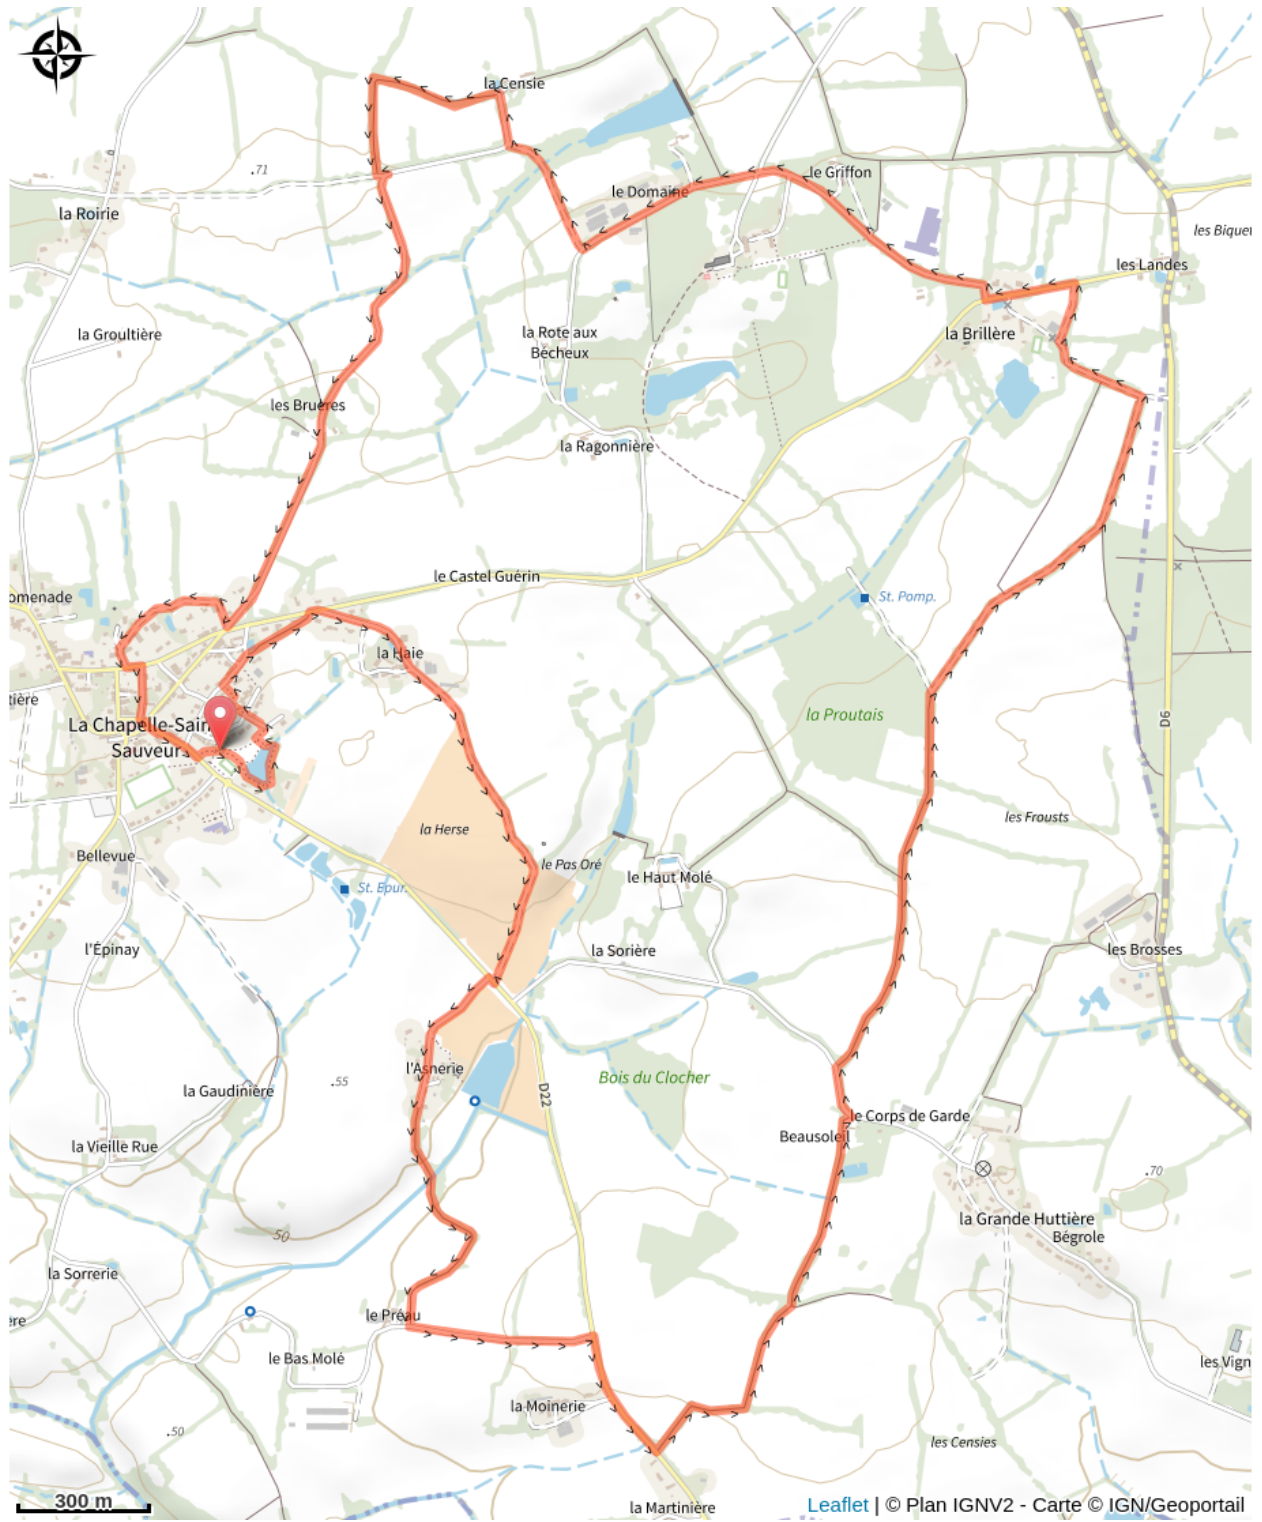 la Censie
.71
le Griffon
le Domaine
la Roirie
les Biquet
les Landes
la Groultière
la Rote aux
Bêcheux
la Brillère
les Bruères
la Ragonnière
le Castel Guérin
omenade
St. Pomp.
la Haie
tière
la Proutais
D6
La Chapelle-Sain
Sauveur
les Frousts
la Herse
Bellevue
le Pas Oré
le Haut Molé
St. Epur.
l'Épinay
la Sorière
les Brosses
l'Asnerie
Bois du Clocher
.55
la Gaudinière
D22
le Corps de Garde
Beausoleil
la Vieille Rue
.70
la Grande Huttière
Bégrole
50
la Sorrerie
ère
le Préau
le Bas Molé
les Vign
la Moinerie
.50
les Censies
300 m
la Martinière
Leaflet | © Plan IGNV2 - Carte © IGN/Geoportail